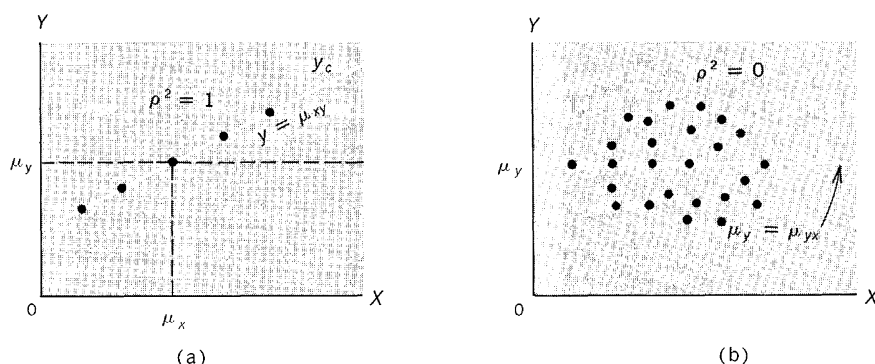 Y
y_c
ρ² = 1
y = μ_xy
μ_y
0
μ_x
X
(a)
Y
ρ² = 0
μ_y
μ_y = μ_yx
0
X
(b)